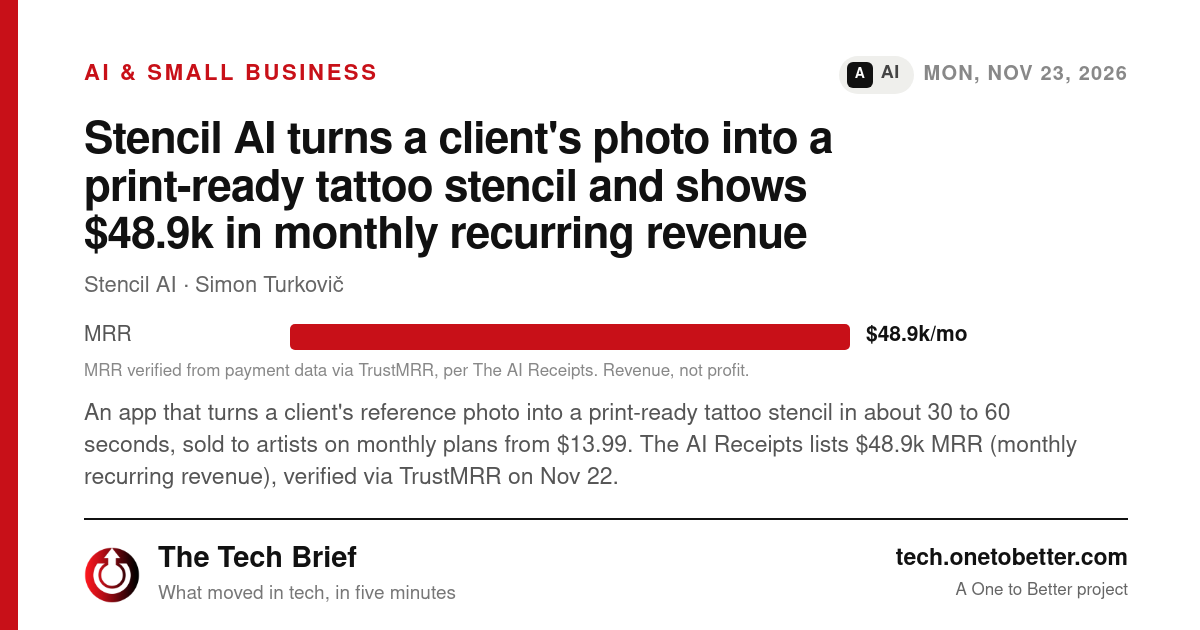 AI & SMALL BUSINESS
A AI MON, NOV 23, 2026
Stencil AI turns a client's photo into a
print-ready tattoo stencil and shows
$48.9k in monthly recurring revenue
Stencil AI · Simon Turkovič
MRR $48.9k/mo
MRR verified from payment data via TrustMRR, per The AI Receipts. Revenue, not profit.
An app that turns a client's reference photo into a print-ready tattoo stencil in about 30 to 60
seconds, sold to artists on monthly plans from $13.99. The AI Receipts lists $48.9k MRR (monthly
recurring revenue), verified via TrustMRR on Nov 22.
The Tech Brief
What moved in tech, in five minutes
tech.onetobetter.com
A One to Better project